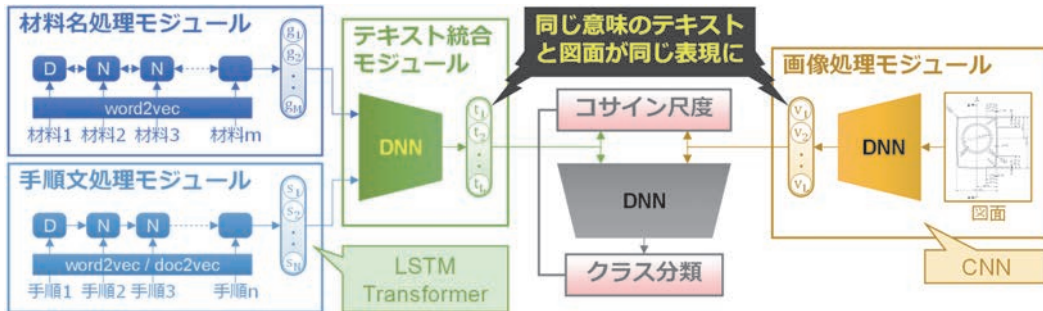 材料名処理モジュール
D N N
word2vec
材料1 材料2 材料3 材料m
g1
g2
gM
手順文処理モジュール
D N N
word2vec / doc2vec
手順1 手順2 手順3 手順n
s1
s2
sN
テキスト統合
モジュール
DNN
t1
t2
tL
LSTM
Transformer
同じ意味のテキスト
と図面が同じ表現に
コサイン尺度
DNN
クラス分類
画像処理モジュール
v1
v2
vL
DNN
図面
CNN